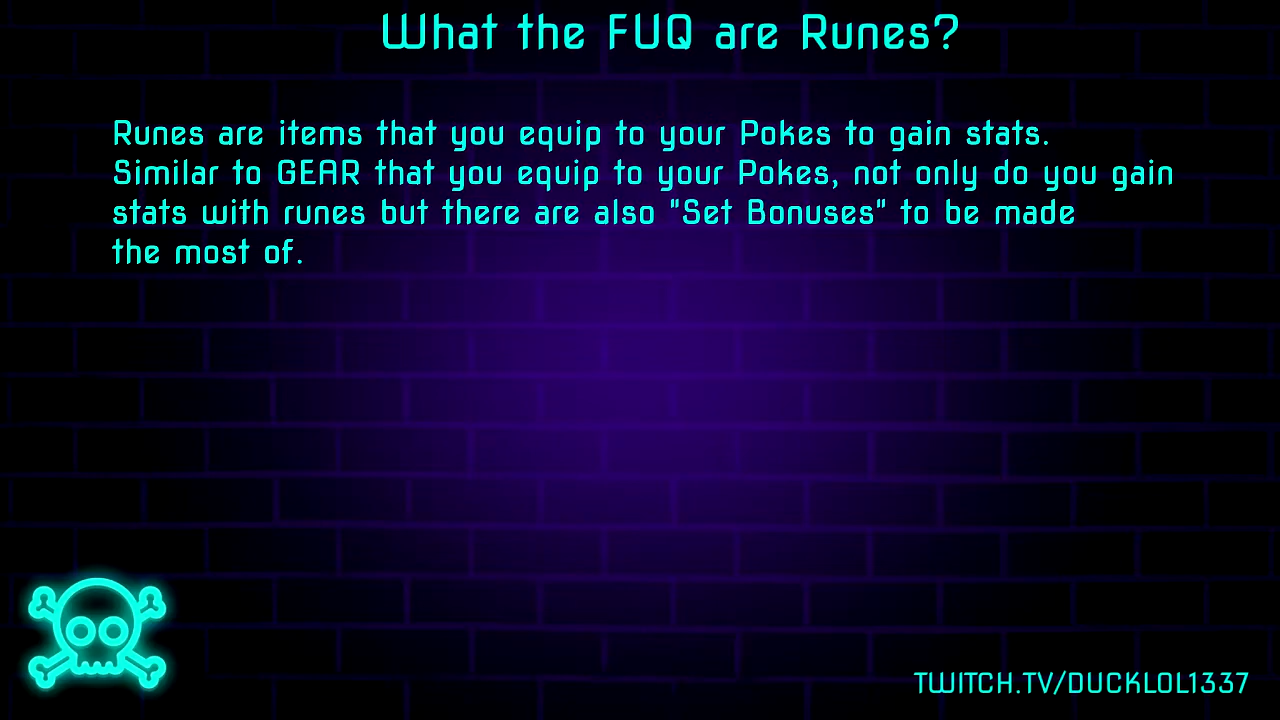 What the FUQ are Runes?
Runes are items that you equip to your Pokes to gain stats.
Similar to GEAR that you equip to your Pokes, not only do you gain
stats with runes but there are also "Set Bonuses" to be made
the most of.
TWITCH.TV/DUCKLOL1337